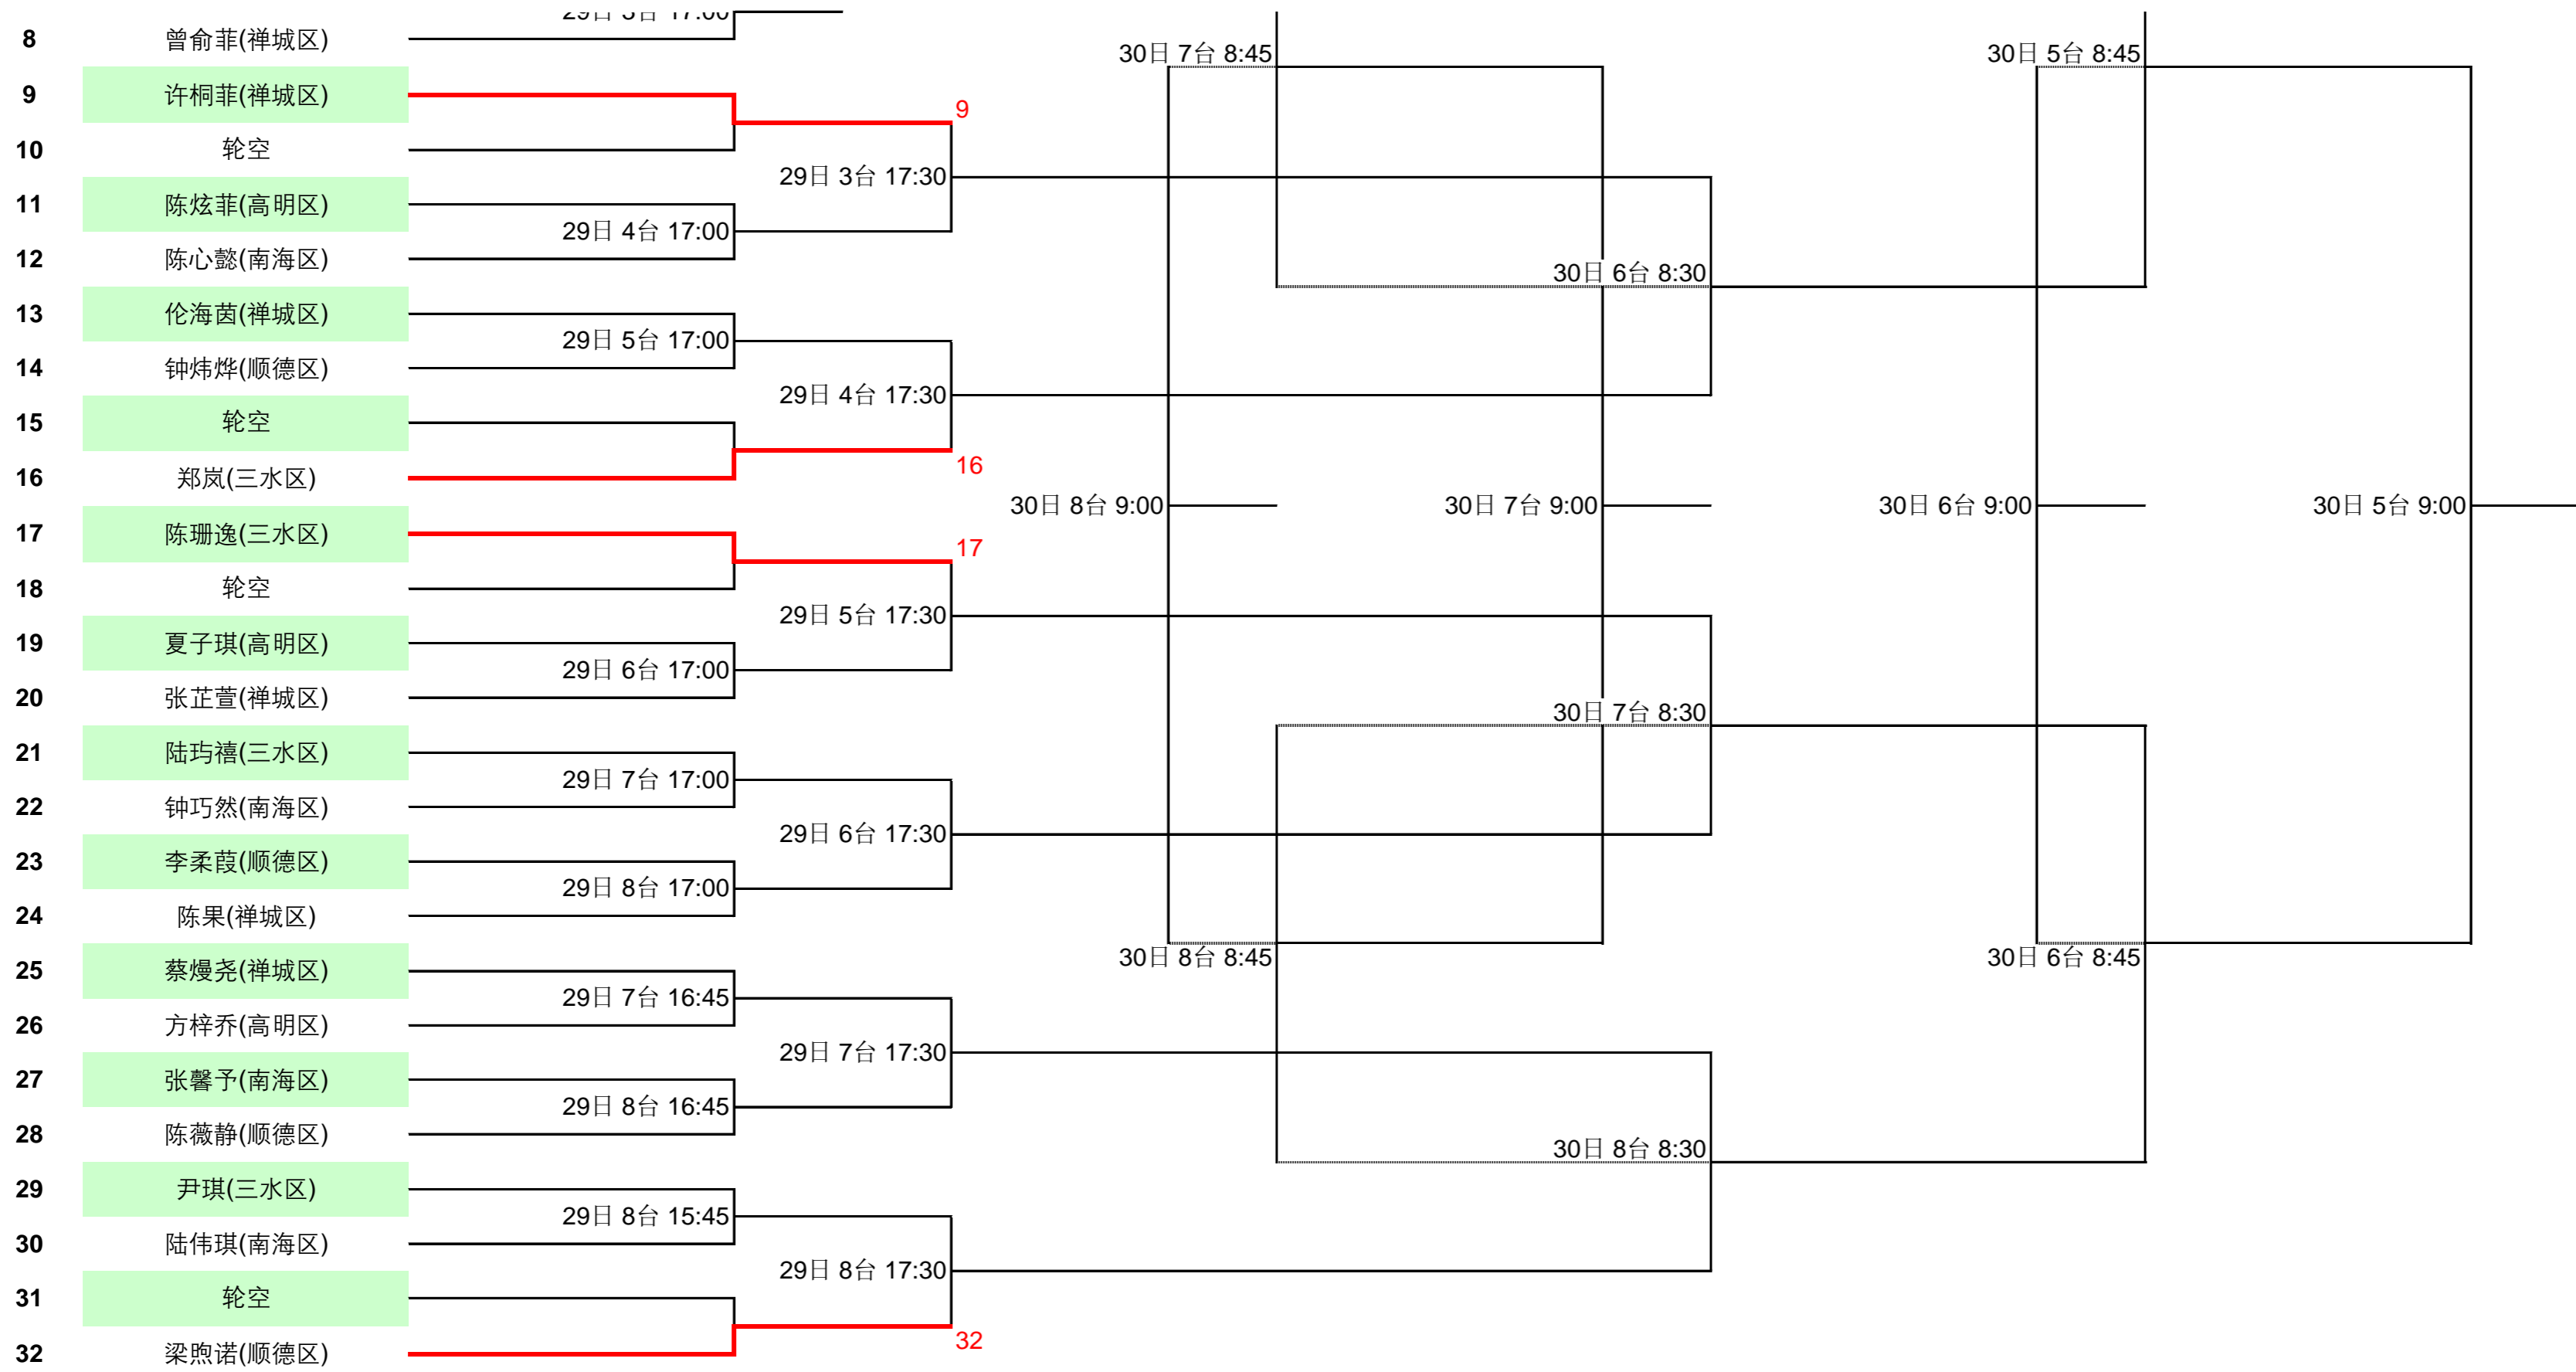 29日 3台 17:00
8 曾俞菲(禅城区)
30日 7台 8:45
30日 5台 8:45
9 许桐菲(禅城区)
9
10 轮空
29日 3台 17:30
11 陈炫菲(高明区)
29日 4台 17:00
12 陈心懿(南海区)
30日 6台 8:30
13 伦海茵(禅城区)
29日 5台 17:00
14 钟炜烨(顺德区)
29日 4台 17:30
15 轮空
16
16 郑岚(三水区)
30日 8台 9:00
30日 7台 9:00
30日 6台 9:00
30日 5台 9:00
17 陈珊逸(三水区)
17
18 轮空
29日 5台 17:30
19 夏子琪(高明区)
29日 6台 17:00
20 张芷萱(禅城区)
30日 7台 8:30
21 陆玙禧(三水区)
29日 7台 17:00
22 钟巧然(南海区)
29日 6台 17:30
23 李柔葭(顺德区)
29日 8台 17:00
24 陈果(禅城区)
30日 8台 8:45
30日 6台 8:45
25 蔡熳尧(禅城区)
29日 7台 16:45
26 方梓乔(高明区)
29日 7台 17:30
27 张馨予(南海区)
29日 8台 16:45
28 陈薇静(顺德区)
30日 8台 8:30
29 尹琪(三水区)
29日 8台 15:45
30 陆伟琪(南海区)
29日 8台 17:30
31 轮空
32
32 梁煦诺(顺德区)